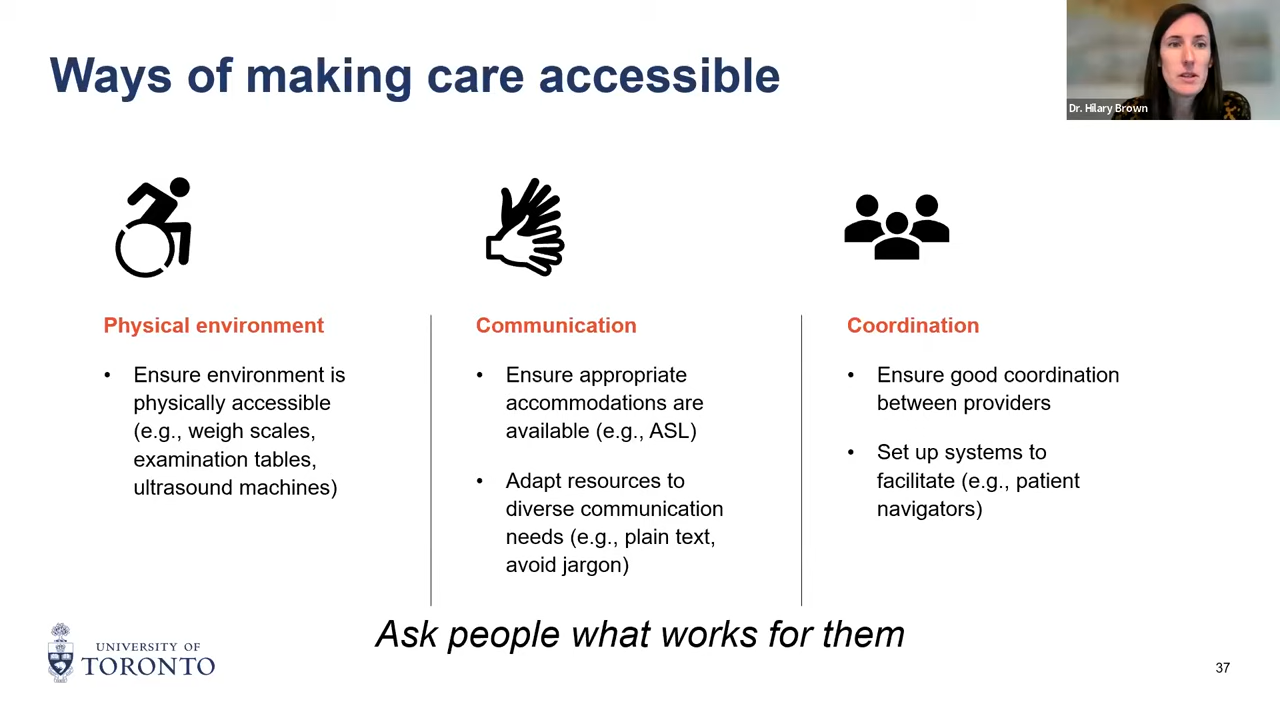 Ways of making care accessible
Dr. Hilary Brown
Physical environment
• Ensure environment is
physically accessible
(e.g., weigh scales,
examination tables,
ultrasound machines)
Communication
• Ensure appropriate
accommodations are
available (e.g., ASL)
• Adapt resources to
diverse communication
needs (e.g., plain text,
avoid jargon)
Coordination
• Ensure good coordination
between providers
• Set up systems to
facilitate (e.g., patient
navigators)
Ask people what works for them
UNIVERSITY OF
TORONTO
37